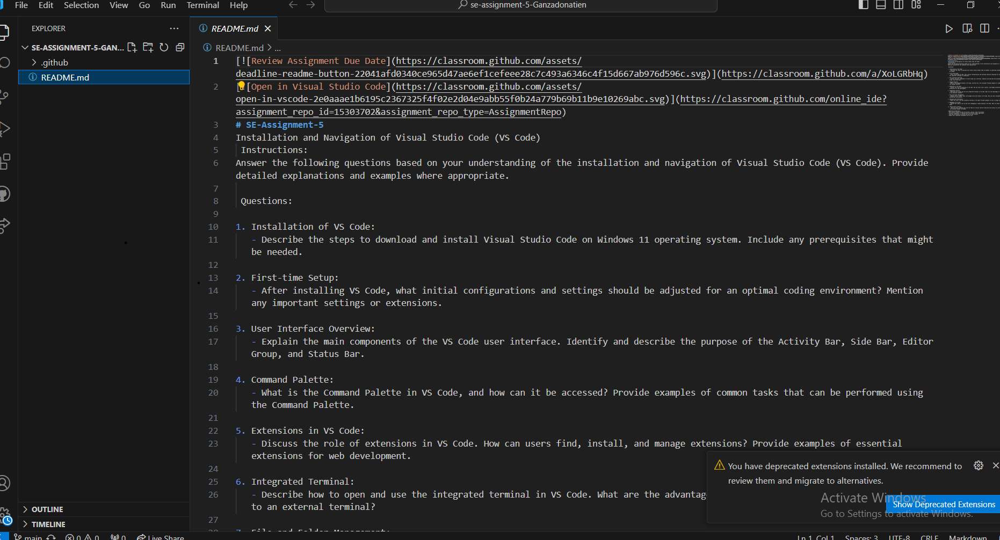 File Edit Selection View Go Run Terminal Help
se-assignment-5-Ganzadonatien
EXPLORER
SE-ASSIGNMENT-5-GAN...
.github
README.md
OUTLINE
TIMELINE
README.md
README.md > ...
1 [![Review Assignment Due Date](https://classroom.github.com/assets/
deadline-readme-button-22041afd0340ce965d47ae6ef1cefeee28c7c493a6346c4f15d667ab976d596c.svg)](https://classroom.github.com/a/XoLGRbHq)
2 [![Open in Visual Studio Code](https://classroom.github.com/assets/
open-in-vscode-2e0aaae1b6195c2367325f4f02e2d04e9abb55f0b24a779b69b11b9e10269abc.svg)](https://classroom.github.com/online_ide?
assignment_repo_id=15303702&assignment_repo_type=AssignmentRepo)
3 # SE-Assignment-5
4 Installation and Navigation of Visual Studio Code (VS Code)
5 Instructions:
6 Answer the following questions based on your understanding of the installation and navigation of Visual Studio Code (VS Code). Provide
detailed explanations and examples where appropriate.
7
8 Questions:
9
10 1. Installation of VS Code:
11 - Describe the steps to download and install Visual Studio Code on Windows 11 operating system. Include any prerequisites that might
be needed.
12
13 2. First-time Setup:
14 - After installing VS Code, what initial configurations and settings should be adjusted for an optimal coding environment? Mention
any important settings or extensions.
15
16 3. User Interface Overview:
17 - Explain the main components of the VS Code user interface. Identify and describe the purpose of the Activity Bar, Side Bar, Editor
Group, and Status Bar.
18
19 4. Command Palette:
20 - What is the Command Palette in VS Code, and how can it be accessed? Provide examples of common tasks that can be performed using
the Command Palette.
21
22 5. Extensions in VS Code:
23 - Discuss the role of extensions in VS Code. How can users find, install, and manage extensions? Provide examples of essential
extensions for web development.
24
25 6. Integrated Terminal:
26 - Describe how to open and use the integrated terminal in VS Code. What are the advantag
to an external terminal?
27
28 7. File and Folder Management:
You have deprecated extensions installed. We recommend to
review them and migrate to alternatives.
Show Deprecated Extensions
Activate Windows
Go to Settings to activate Windows.
main 0 0 0 Live Share Ln 1, Col 1 Spaces: 3 UTF-8 CRLF Markdown